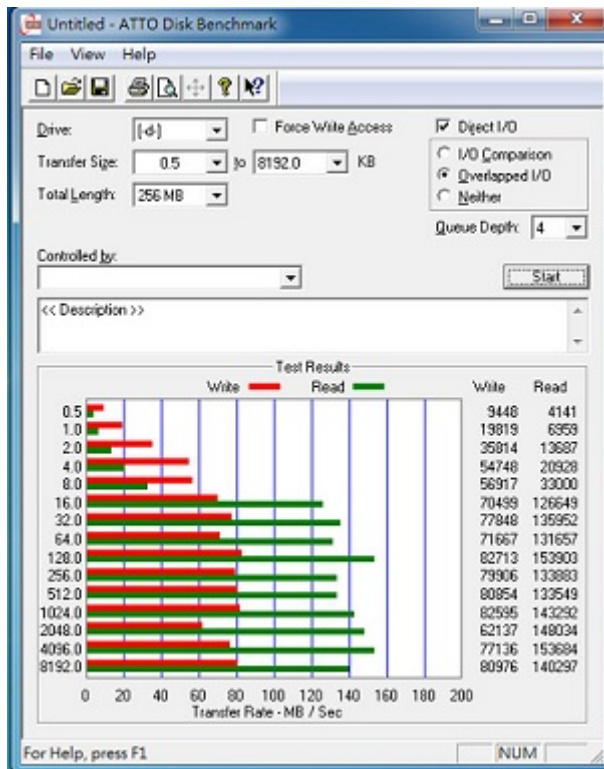 Untitled - ATTO Disk Benchmark
File View Help
Drive: [-d-] Force Write Access Direct I/O
Transfer Size: 0.5 to 8192.0 KB I/O Comparison
Overlapped I/O
Total Length: 256 MB Neither
Queue Depth: 4
Controlled by:
Start
<< Description >>
Test Results
Write Read Write Read
0.5 9448 4141
1.0 19819 6959
2.0 35814 13687
4.0 54748 20928
8.0 56917 33000
16.0 70499 126649
32.0 77848 135952
64.0 71667 131657
128.0 82713 153903
256.0 79906 133883
512.0 80854 133549
1024.0 82595 143292
2048.0 62137 148034
4096.0 77136 153684
8192.0 80976 140297
0 20 40 60 80 100 120 140 160 180 200
Transfer Rate - MB / Sec
For Help, press F1 NUM